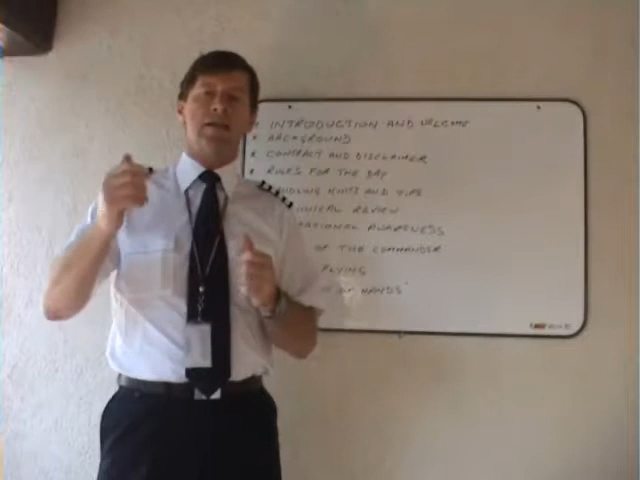 * INTRODUCTION AND WELCOME
* BACKGROUND
* CONTRACT AND DISCLAIMER
* RULES FOR THE DAY
HINTS AND TIPS
REVIEW
AWARENESS
OF THE COMMANDER
FLYING
OF HANDS"